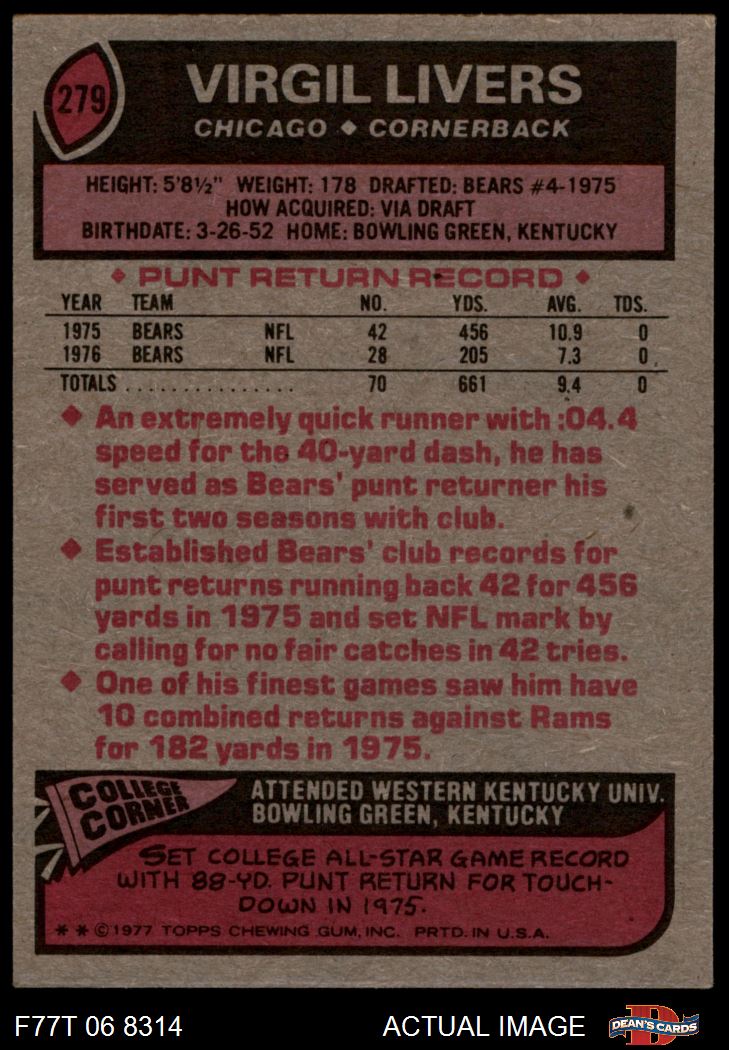 279
VIRGIL LIVERS
CHICAGO ◆ CORNERBACK
HEIGHT: 5'8½" WEIGHT: 178 DRAFTED: BEARS #4-1975
HOW ACQUIRED: VIA DRAFT
BIRTHDATE: 3-26-52 HOME: BOWLING GREEN, KENTUCKY
◆ PUNT RETURN RECORD ◆
YEAR TEAM NO. YDS. AVG. TDS.
1975 BEARS NFL 42 456 10.9 0
1976 BEARS NFL 28 205 7.3 0
TOTALS . . . . . . . . . . . . . . . 70 661 9.4 0
◆ An extremely quick runner with :04.4
speed for the 40-yard dash, he has
served as Bears' punt returner his
first two seasons with club.
◆ Established Bears' club records for
punt returns running back 42 for 456
yards in 1975 and set NFL mark by
calling for no fair catches in 42 tries.
◆ One of his finest games saw him have
10 combined returns against Rams
for 182 yards in 1975.
COLLEGE
CORNER
ATTENDED WESTERN KENTUCKY UNIV.
BOWLING GREEN, KENTUCKY
SET COLLEGE ALL-STAR GAME RECORD
WITH 88-YD. PUNT RETURN FOR TOUCH-
DOWN IN 1975.
* * © 1977 TOPPS CHEWING GUM, INC. PRTD. IN U.S.A.
F77T 06 8314 ACTUAL IMAGE DEAN'S CARDS